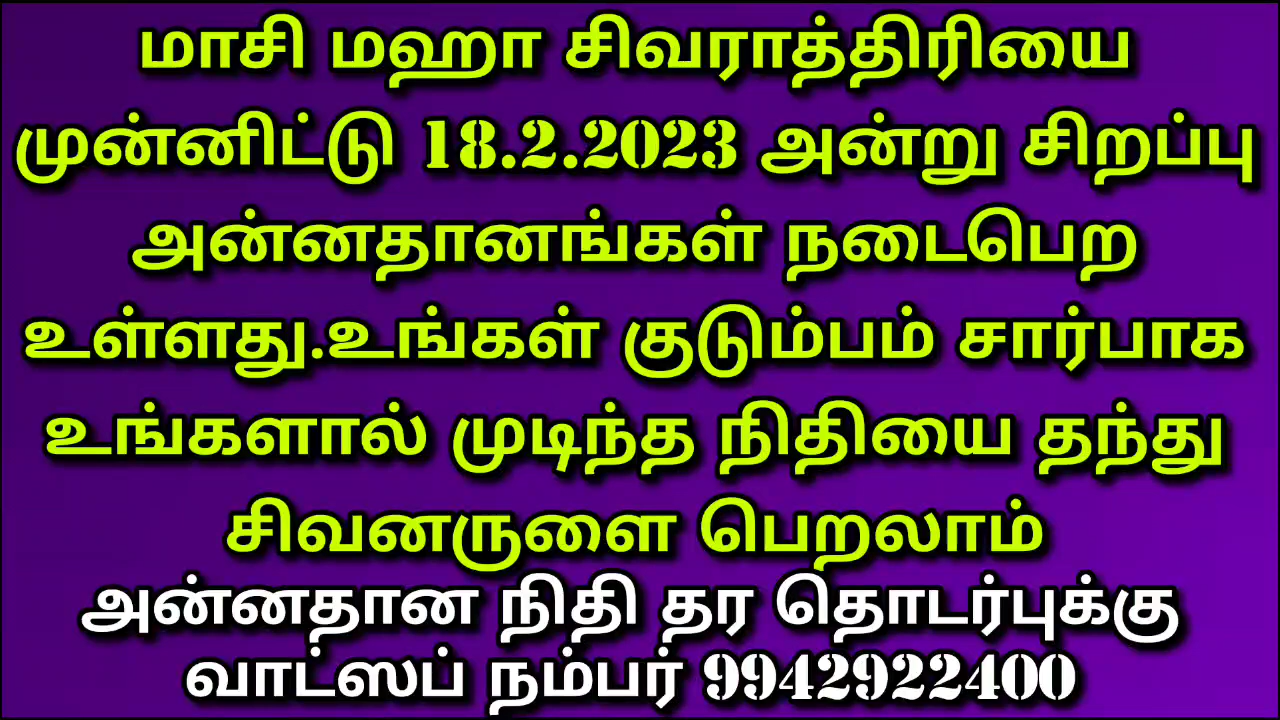 மாசி மஹா சிவராத்திரியை
முன்னிட்டு 18.2.2023 அன்று சிறப்பு
அன்னதானங்கள் நடைபெற
உள்ளது.உங்கள் குடும்பம் சார்பாக
உங்களால் முடிந்த நிதியை தந்து
சிவனருளை பெறலாம்
அன்னதான நிதி தர தொடர்புக்கு
வாட்ஸப் நம்பர் 9942922400